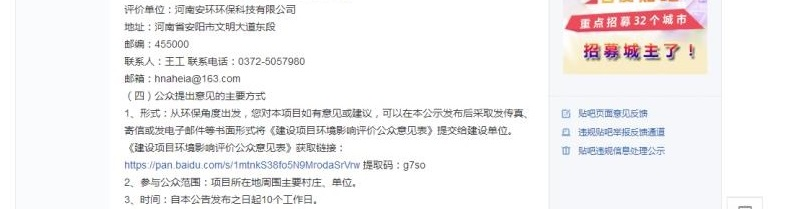 评价单位：河南安环环保科技有限公司
地址：河南省安阳市文明大道东段
邮编：455000
联系人：王工 联系电话：0372-5057980
邮箱：hnaheia@163.com
（四）公众提出意见的主要方式
1、形式：从环保角度出发，您对本项目如有意见或建议，可以在本公示发布后采取发传真、
寄信或发电子邮件等书面形式将《建设项目环境影响评价公众意见表》提交给建设单位。
《建设项目环境影响评价公众意见表》获取链接：
https://pan.baidu.com/s/1mtnkS38fo5N9MrodaSrVrw 提取码：g7so
2、参与公众范围：项目所在地周围主要村庄、单位。
3、时间：自本公告发布之日起10个工作日。
重点招募32个城市
招募城主了！
贴吧页面意见反馈
违规贴吧举报反馈通道
贴吧违规信息处理公示